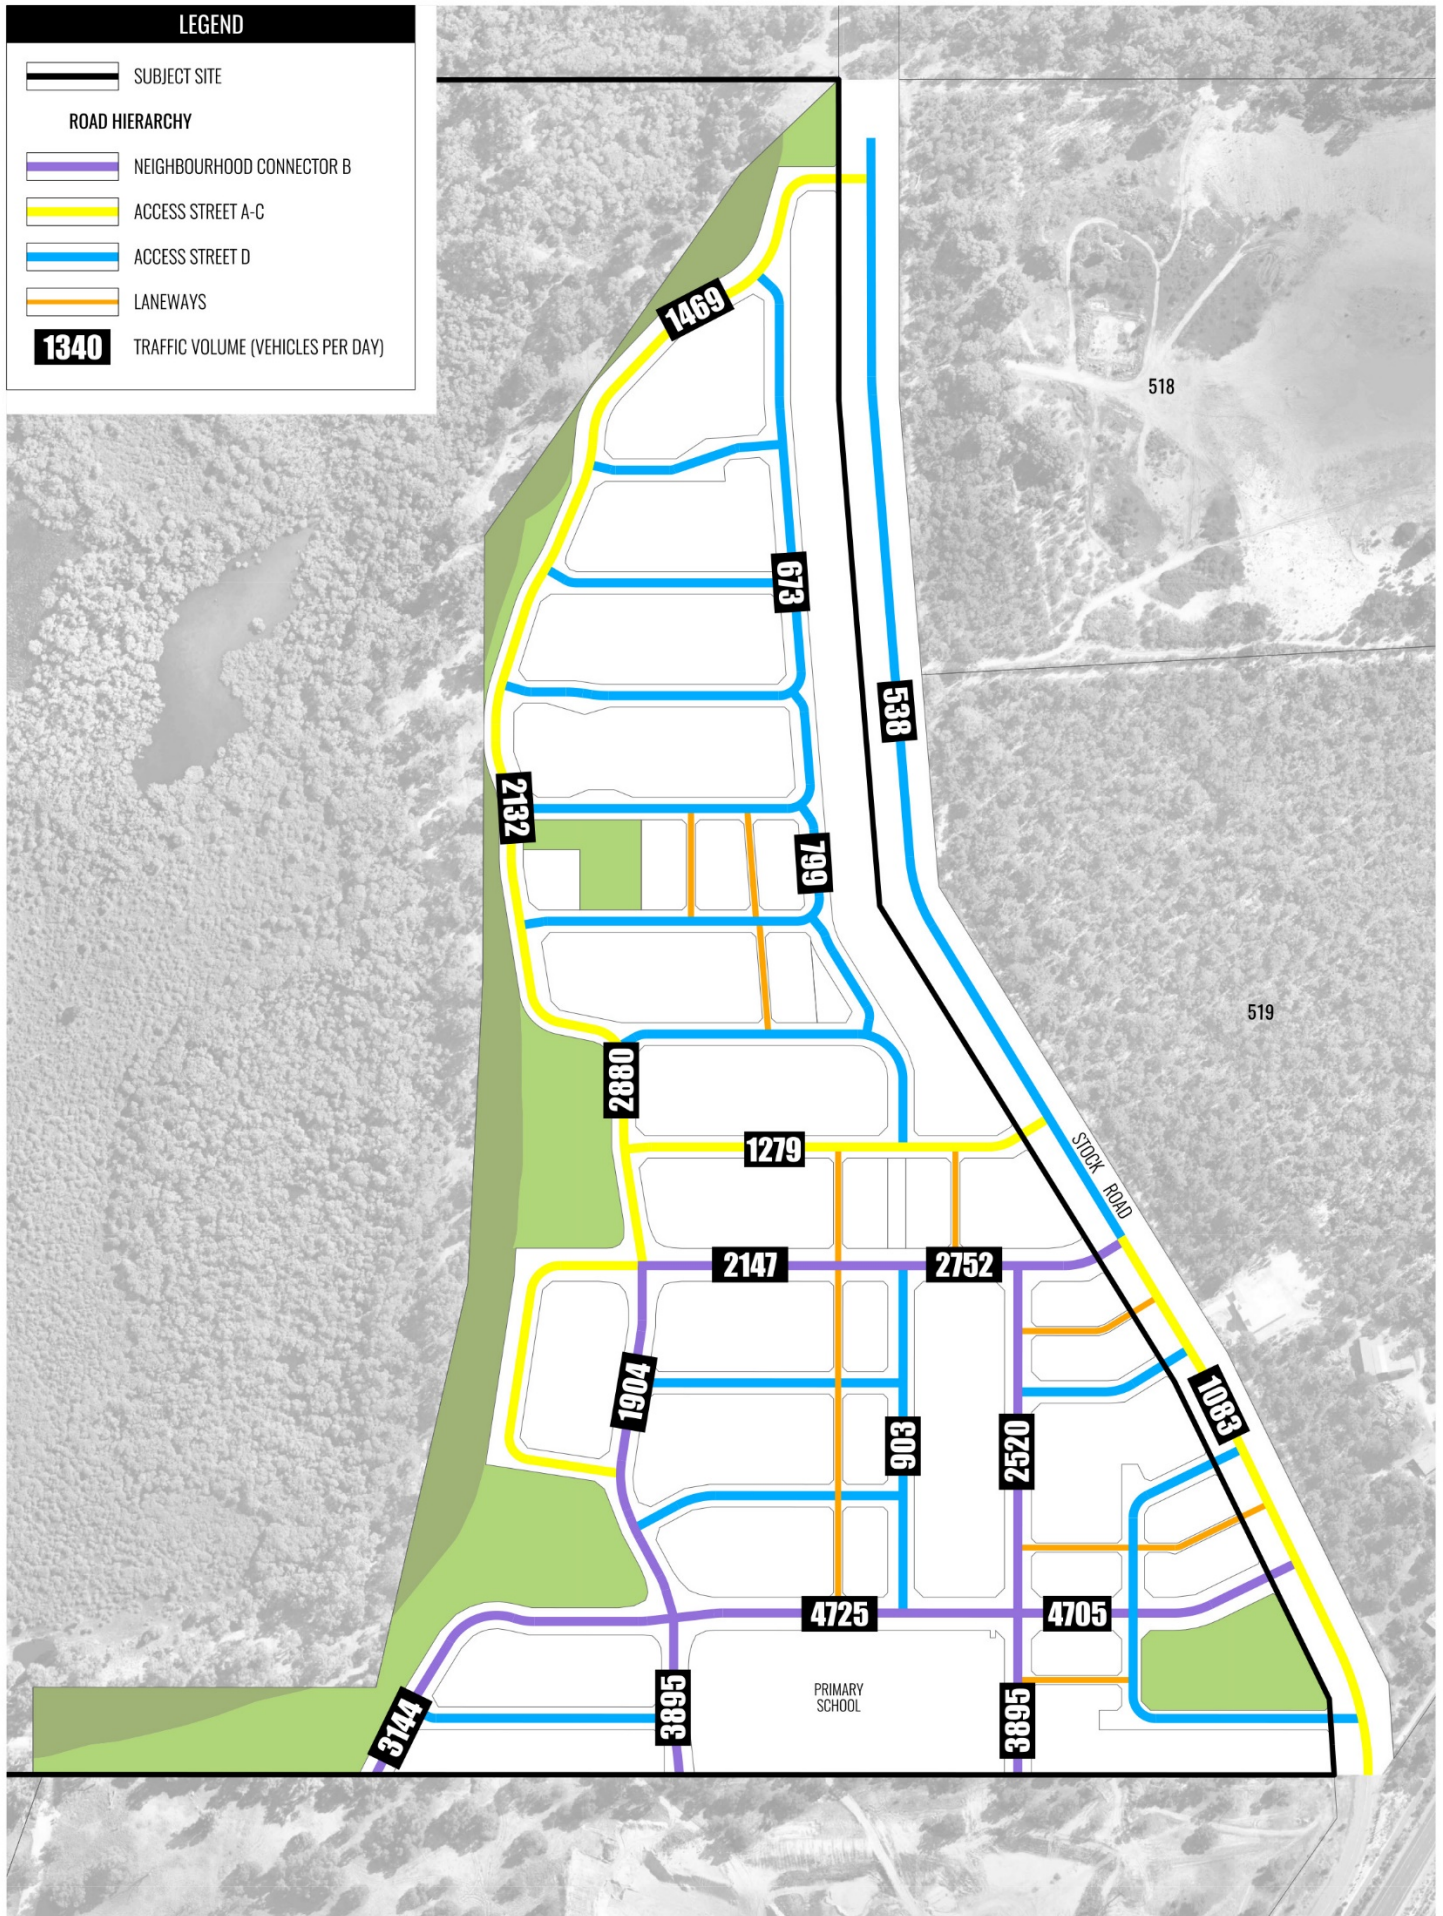 LEGEND
SUBJECT SITE
ROAD HIERARCHY
NEIGHBOURHOOD CONNECTOR B
ACCESS STREET A-C
ACCESS STREET D
LANEWAYS
1340 TRAFFIC VOLUME (VEHICLES PER DAY)
1469
518
673
538
2132
799
519
2880
1279
STOCK ROAD
2147
2752
1904
1083
903
2520
4725
4705
3144
3895
PRIMARY
SCHOOL
3895